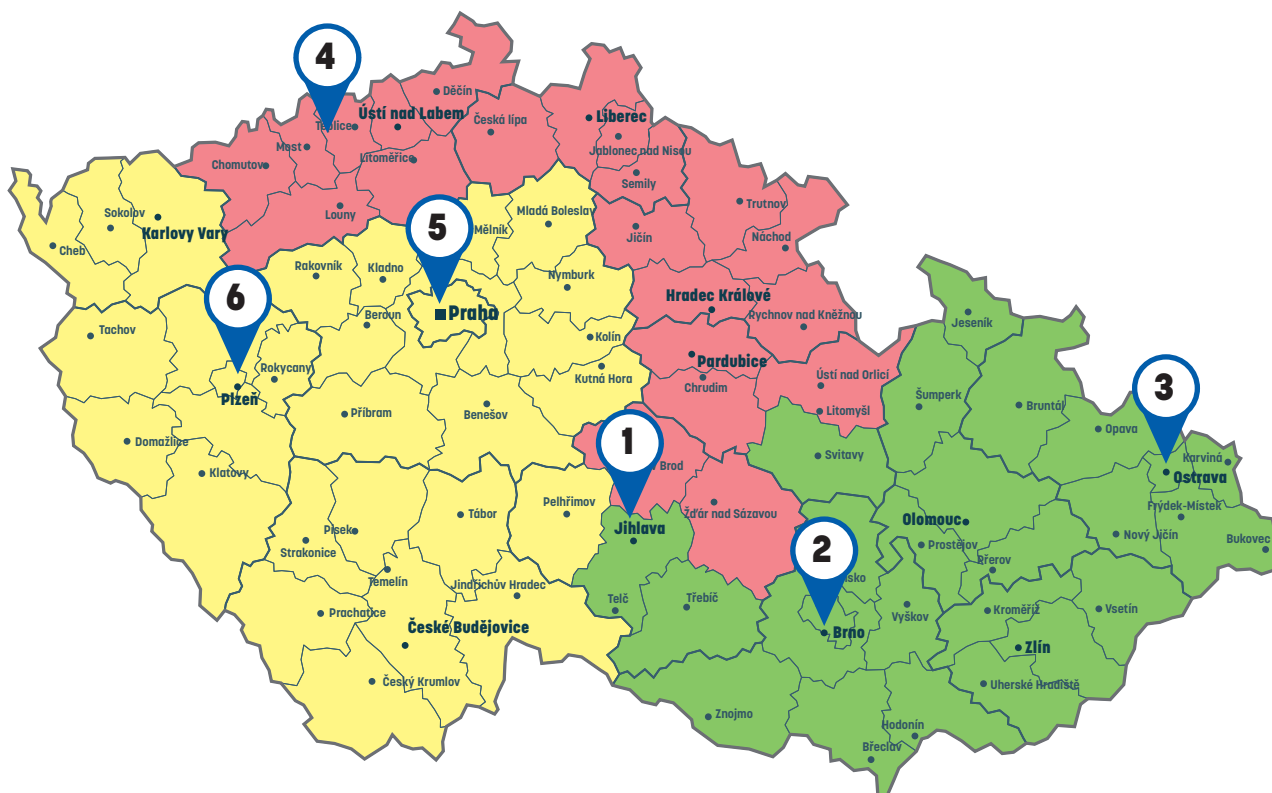 4
Děčín
Ústí nad Labem
Teplice
Česká lípa
Liberec
Most
Jablonec nad Nisou
Chomutov
Litoměřice
Semily
Louny
Trutnov
Sokolov
Karlovy Vary
Cheb
5
Mělník
Mladá Boleslav
Jičín
Náchod
Rakovník
Kladno
Nymburk
6
Hradec Králové
Rychnov nad Kněžnou
Praha
Beroun
Tachov
Kolín
Jeseník
Rokycany
Pardubice
Kutná Hora
Chrudim
Ústí nad Orlicí
Plzeň
Příbram
Benešov
Litomyšl
Šumperk
Bruntál
3
Opava
Domažlice
Klatovy
1
Brod
Svitavy
Karviná
Ostrava
Pelhřimov
Žďár nad Sázavou
Tábor
Jihlava
Písek
Strakonice
Olomouc
Frýdek-Místek
Nový Jičín
Bukovec
2
Prostějov
Přerov
Temelín
Jindřichův Hradec
sko
Prachatice
Telč
Třebíč
Vyškov
Kroměříž
Vsetín
České Budějovice
Brno
Zlín
Český Krumlov
Uherské Hradiště
Znojmo
Hodonín
Břeclav